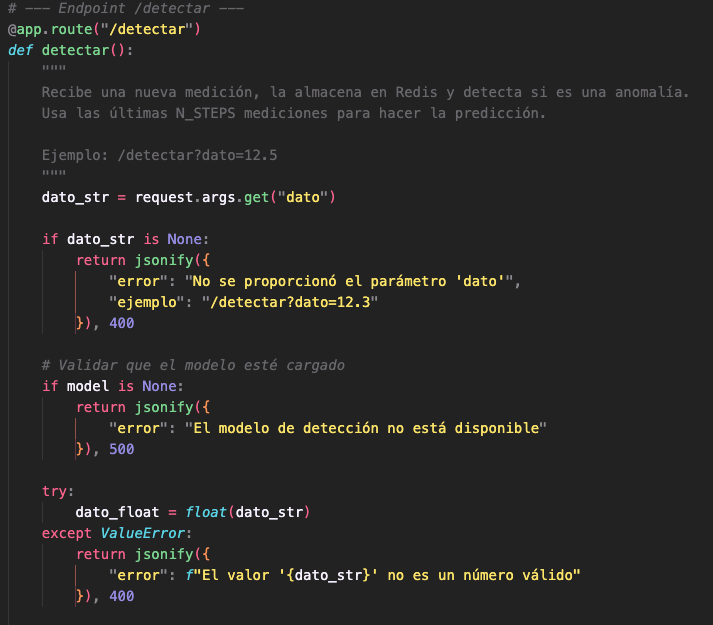 # --- Endpoint /detectar ---
@app.route("/detectar")
def detectar():
    """
    Recibe una nueva medición, la almacena en Redis y detecta si es una anomalía.
    Usa las últimas N_STEPS mediciones para hacer la predicción.

    Ejemplo: /detectar?dato=12.5
    """
    dato_str = request.args.get("dato")

    if dato_str is None:
        return jsonify({
            "error": "No se proporcionó el parámetro 'dato'",
            "ejemplo": "/detectar?dato=12.3"
        }), 400

    # Validar que el modelo esté cargado
    if model is None:
        return jsonify({
            "error": "El modelo de detección no está disponible"
        }), 500

    try:
        dato_float = float(dato_str)
    except ValueError:
        return jsonify({
            "error": f"El valor '{dato_str}' no es un número válido"
        }), 400